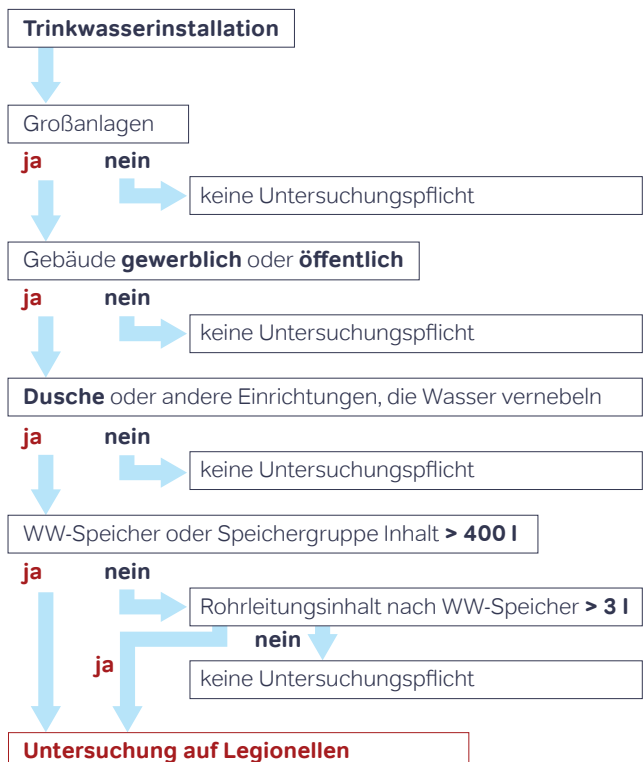 Trinkwasserinstallation
Großanlagen
ja nein
keine Untersuchungspflicht
Gebäude gewerblich oder öffentlich
ja nein
keine Untersuchungspflicht
Dusche oder andere Einrichtungen, die Wasser vernebeln
ja nein
keine Untersuchungspflicht
WW-Speicher oder Speichergruppe Inhalt > 400 l
ja nein
Rohrleitungsinhalt nach WW-Speicher > 3 l
nein
ja
keine Untersuchungspflicht
Untersuchung auf Legionellen